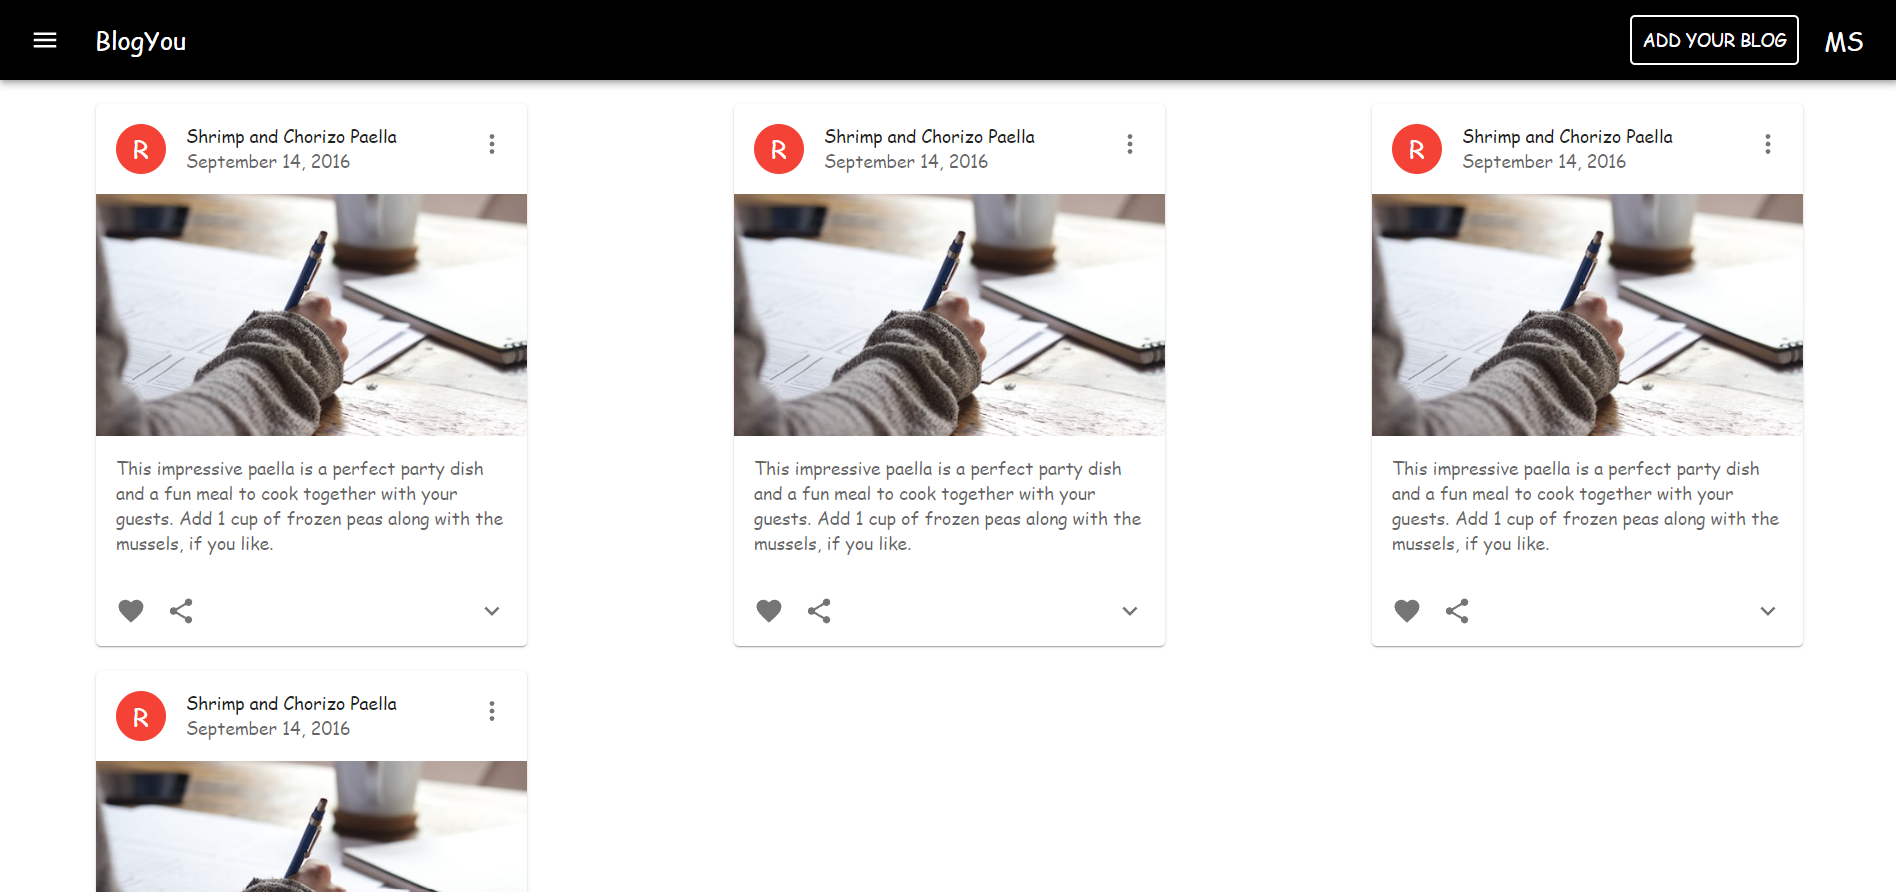 BlogYou
ADD YOUR BLOG
MS
R
Shrimp and Chorizo Paella
September 14, 2016
This impressive paella is a perfect party dish
and a fun meal to cook together with your
guests. Add 1 cup of frozen peas along with the
mussels, if you like.
R
Shrimp and Chorizo Paella
September 14, 2016
This impressive paella is a perfect party dish
and a fun meal to cook together with your
guests. Add 1 cup of frozen peas along with the
mussels, if you like.
R
Shrimp and Chorizo Paella
September 14, 2016
This impressive paella is a perfect party dish
and a fun meal to cook together with your
guests. Add 1 cup of frozen peas along with the
mussels, if you like.
R
Shrimp and Chorizo Paella
September 14, 2016